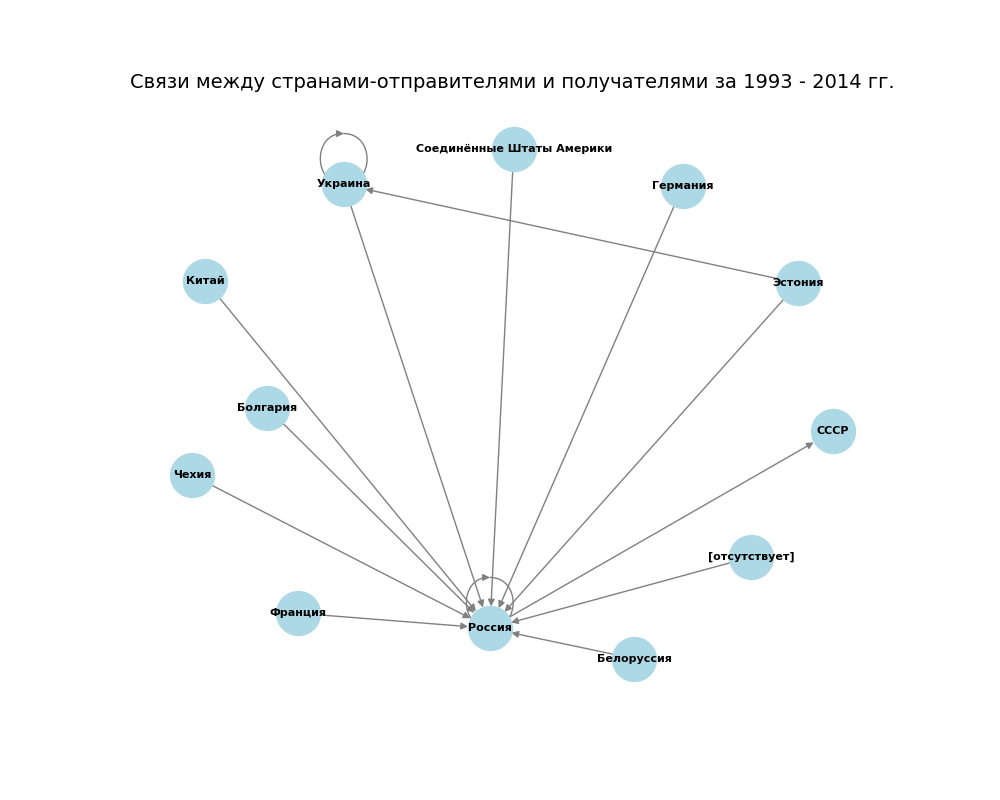 Связи между странами-отправителями и получателями за 1993 - 2014 гг.
Соединённые Штаты Америки
Украина
Германия
Китай
Эстония
Болгария
СССР
Чехия
[отсутствует]
Франция
Россия
Белоруссия